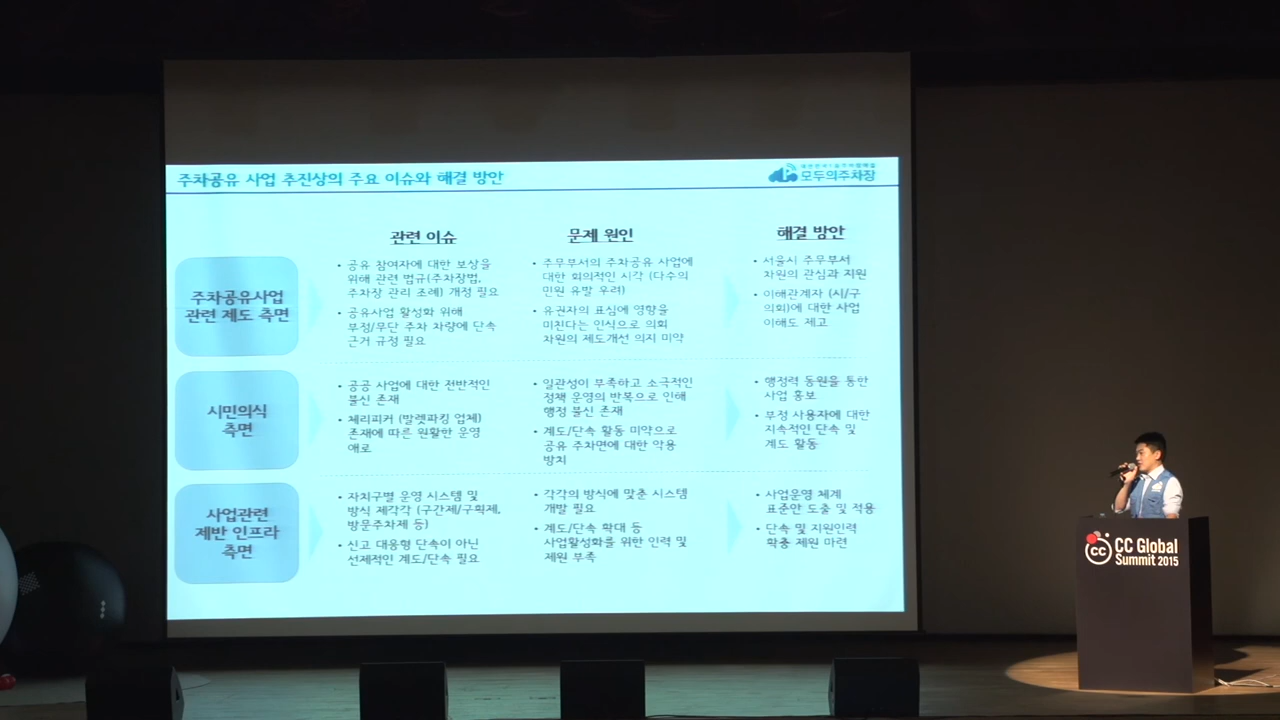 주차공유 사업 추진상의 주요 이슈와 해결 방안
모두의주차장
관련 이슈
문제 원인
해결 방안
주차공유사업
관련 제도 측면
• 공유 참여자에 대한 보상을
위해 관련 법규(주차장법,
주차장 관리 조례) 개정 필요
• 공유사업 활성화 위해
부정/무단 주차 차량에 단속
근거 규정 필요
• 주무부서의 주차공유 사업에
대한 회의적인 시각 (다수의
민원 유발 우려)
• 유권자의 표심에 영향을
미친다는 인식으로 의회
차원의 제도개선 의지 미약
• 서울시 주무부서
차원의 관심과 지원
• 이해관계자 (시/구
의회)에 대한 사업
이해도 제고
시민의식
측면
• 공공 사업에 대한 전반적인
불신 존재
• 체리피커 (발렛파킹 업체)
존재에 따른 원활한 운영
애로
• 일관성이 부족하고 소극적인
정책 운영의 반복으로 인해
행정 불신 존재
• 계도/단속 활동 미약으로
공유 주차면에 대한 악용
방치
• 행정력 동원을 통한
사업 홍보
• 부정 사용자에 대한
지속적인 단속 및
계도 활동
사업관련
제반 인프라
측면
• 자치구별 운영 시스템 및
방식 제각각 (구간제/구획제,
방문주차제 등)
• 신고 대응형 단속이 아닌
선제적인 계도/단속 필요
• 각각의 방식에 맞춘 시스템
개발 필요
• 계도/단속 확대 등
사업활성화를 위한 인력 및
재원 부족
• 사업운영 체계
표준안 도출 및 적용
• 단속 및 지원인력
확충 재원 마련
CC
CC Global
Summit 2015